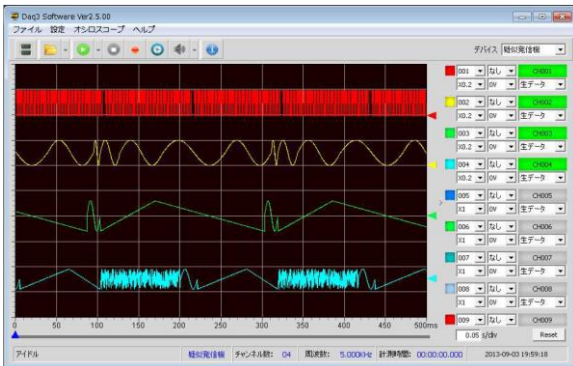 Daq3 Software Ver2.5.00
ファイル 設定 オシロスコープ ヘルプ
デバイス 疑似発信機
001 なし CH001
X0.2 0V 生データ
002 なし CH002
X0.2 0V 生データ
003 なし CH003
X0.2 0V 生データ
004 なし CH004
X0.2 0V 生データ
005 なし CH005
X1 0V 生データ
006 なし CH006
X1 0V 生データ
007 なし CH007
X1 0V 生データ
008 なし CH008
X1 0V 生データ
009 なし CH009
0 50 100 150 200 250 300 350 400 450 500ms
0.05 s/div Reset
アイドル 疑似発信機 チャンネル数: 04 周波数: 5.000kHz 計測時間: 00:00:00.000 2013-09-03 19:59:18